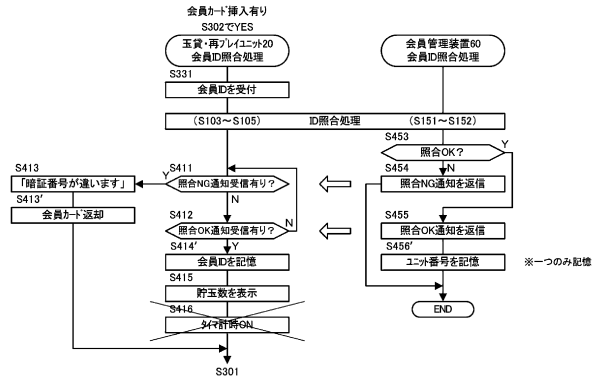 会員ｶｰﾄﾞ挿入有り
S302でYES
玉貸・再ﾌﾟﾚｲﾕﾆｯﾄ20
会員ID照合処理
会員管理装置60
会員ID照合処理
S331
会員IDを受付
(S103～S105)
ID照合処理
(S151～S152)
S453
照合OK？
Y
N
S413
「暗証番号が違います」
S413'
会員ｶｰﾄﾞ返却
Y
S411
照合NG通知受信有り？
N
S454
照合NG通知を返信
S412
照合OK通知受信有り？
N
Y
S455
照合OK通知を返信
S414'
会員IDを記憶
S456'
ﾕﾆｯﾄ番号を記憶
※一つのみ記憶
S415
貯玉数を表示
S416
ﾀｲﾏ計時ON
END
S301